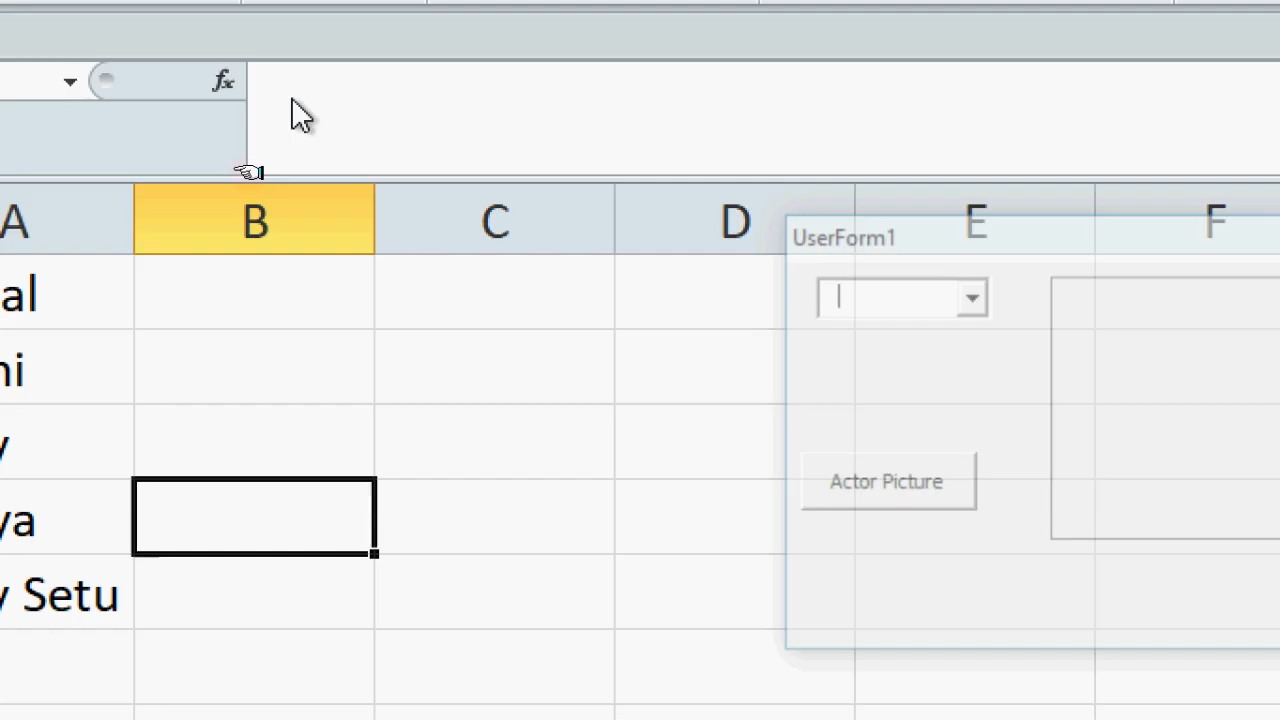 fx
A B C D E F
UserForm1
al
ni
y
Actor Picture
ya
y Setu